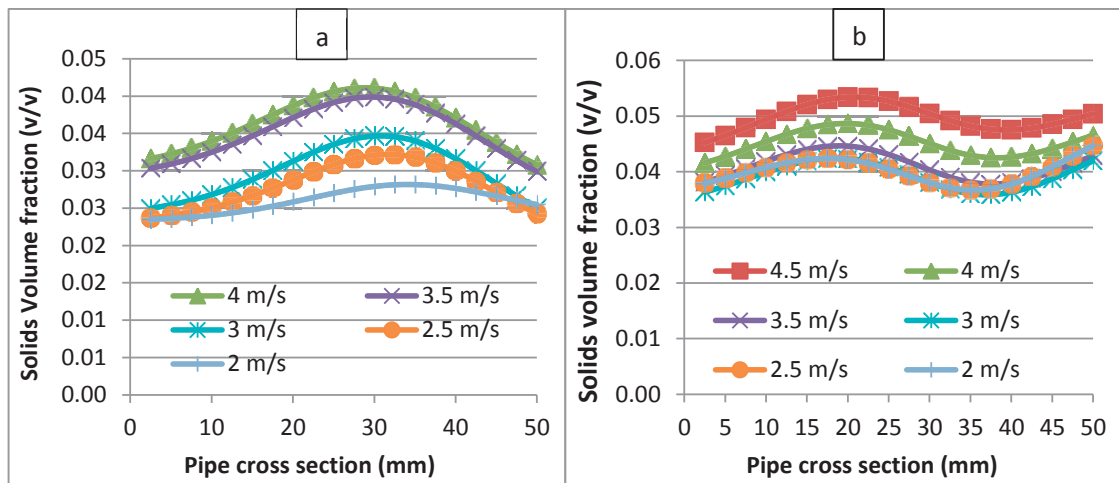 a
Solids Volume fraction (v/v)
0.05
0.04
0.04
0.03
0.03
0.02
0.02
0.01
0.01
0.00
4 m/s 3.5 m/s
3 m/s 2.5 m/s
2 m/s
0 10 20 30 40 50
Pipe cross section (mm)
b
Solids volume fraction (v/v)
0.06
0.05
0.04
0.03
0.02
0.01
0.00
4.5 m/s 4 m/s
3.5 m/s 3 m/s
2.5 m/s 2 m/s
0 5 10 15 20 25 30 35 40 45 50
Pipe cross section (mm)